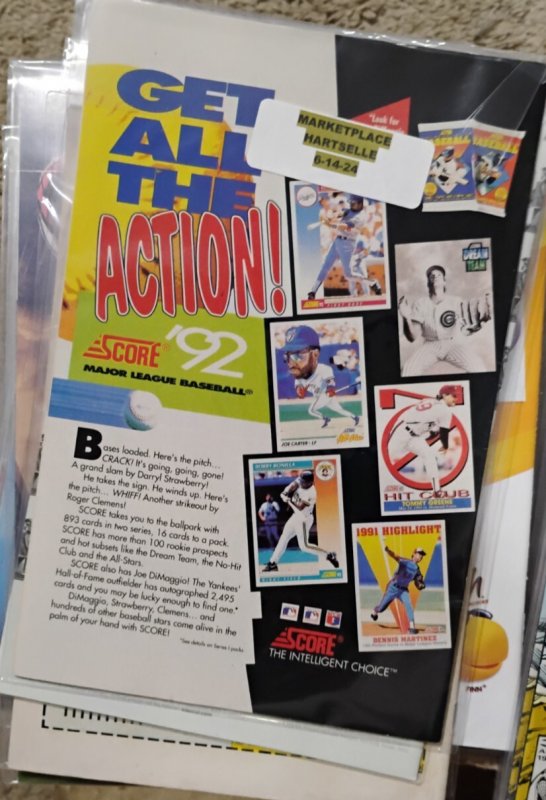 GET
ALL
THE
ACTION!
MARKETPLACE
HARTSELLE
6-14-24
"Look for
BASEBALL
BASEBALL
DREAM
TEAM
SCORE® '92
MAJOR LEAGUE BASEBALL®
JOE CARTER - LF
BOBBY BONILLA
HIT CLUB
TOMMY GREENE
1991 HIGHLIGHT
DENNIS MARTINEZ
Bases loaded. Here's the pitch...
CRACK! It's going, going, gone!
A grand slam by Darryl Strawberry!
He takes the sign. He winds up. Here's
the pitch... WHIFF! Another strikeout by
Roger Clemens!
SCORE takes you to the ballpark with
893 cards in two series, 16 cards to a pack.
SCORE has more than 100 rookie prospects
and hot subsets like the Dream Team, the No-Hit
Club and the All-Stars.
SCORE also has Joe DiMaggio! The Yankees'
Hall-of-Fame outfielder has autographed 2,495
cards and you may be lucky enough to find one.*
DiMaggio, Strawberry, Clemens... and
hundreds of other baseball stars come alive in the
palm of your hand with SCORE!
*See details on Series I packs.
SCORE®
THE INTELLIGENT CHOICE™